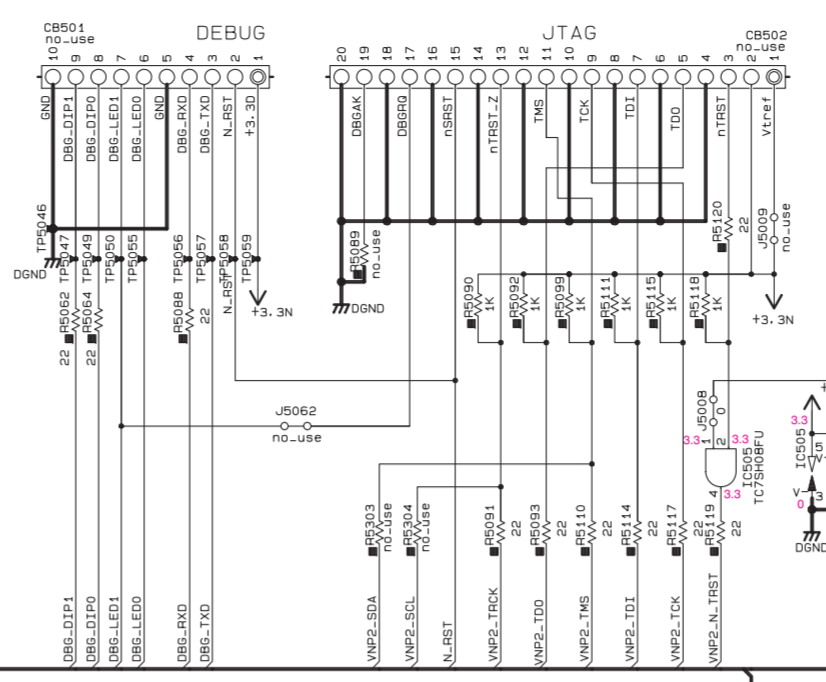 CB501
no_use
DEBUG
10
9
8
7
6
5
4
3
2
1
GND
DBG_DIP1
DBG_DIP0
DBG_LED1
DBG_LED0
GND
DBG_RXD
DBG_TXD
N_RST
+3.3D
JTAG
CB502
no_use
20
19
18
17
16
15
14
13
12
11
10
9
8
7
6
5
4
3
2
1
DBGAK
DBGRQ
nSRST
nTRST_Z
TMS
TCK
TDI
TDO
nTRST
Vtref
TP5046
DGND
TP5047
TP5049
TP5050
TP5055
TP5056
TP5057
TP5058
TP5059
R5062
22
R5064
22
R5088
22
N_RST
+3.3N
R5089
no_use
DGND
R5120
22
J5009
no_use
R5090
1K
R5092
1K
R5099
1K
R5111
1K
R5115
1K
R5118
1K
+3.3N
J5062
no_use
J5008
0
3.3
1
2
3.3
IC505
TC7SH08FU
4
3.3
3.3
IC505
5
V+
V-
3
0
DGND
R5303
no_use
R5304
no_use
R5091
22
R5093
22
R5110
22
R5114
22
R5117
22
R5119
22
DBG_DIP1
DBG_DIP0
DBG_LED1
DBG_LED0
DBG_RXD
DBG_TXD
VNP2_SDA
VNP2_SCL
N_RST
VNP2_TRCK
VNP2_TDO
VNP2_TMS
VNP2_TDI
VNP2_TCK
VNP2_N_TRST